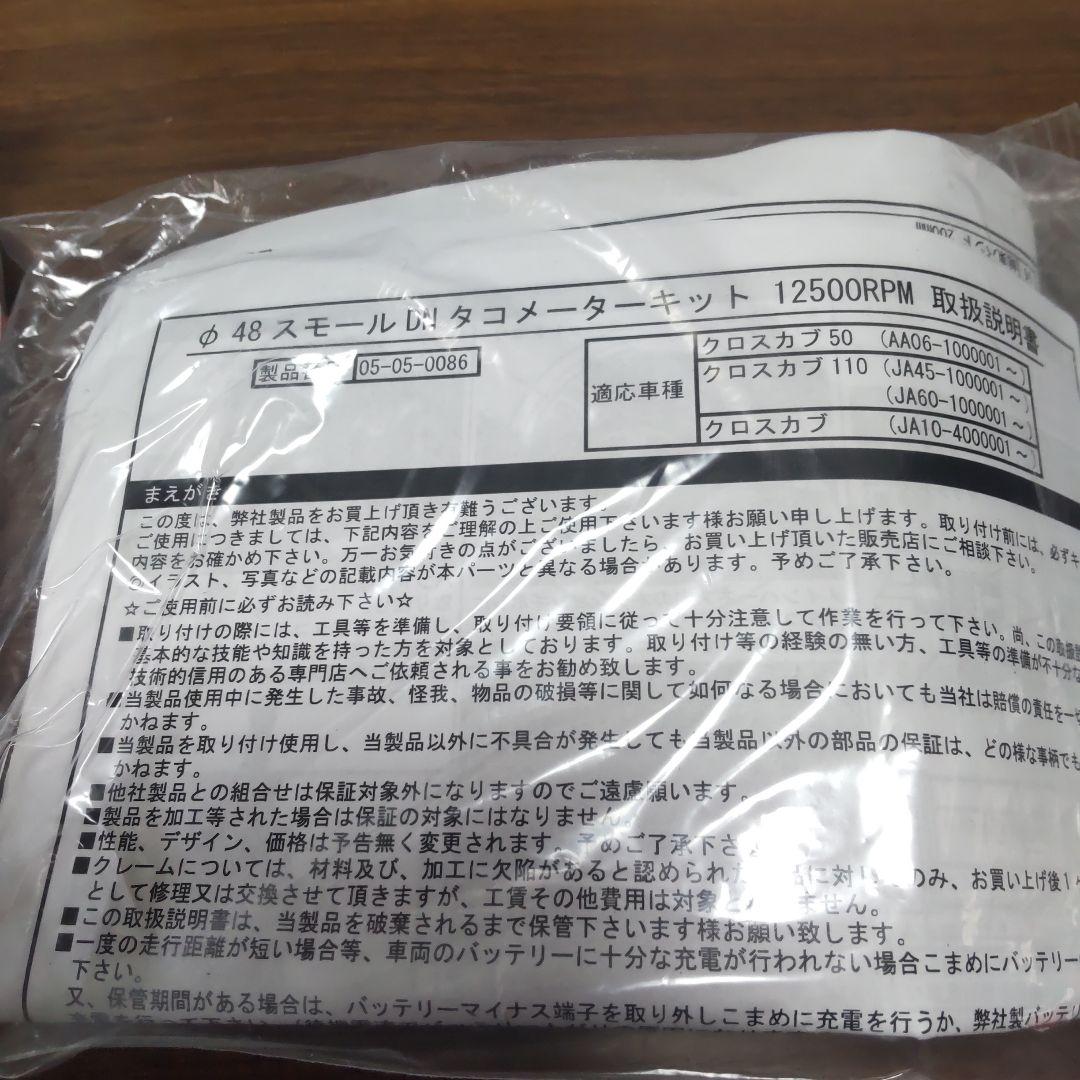 結束バンド 200mm
φ 48 スモール DN タコメーターキット 12500RPM 取扱説明書
製品番号 05-05-0086
適応車種
クロスカブ 50 (AA06-1000001～)
クロスカブ 110 (JA45-1000001～)
(JA60-1000001～)
クロスカブ (JA10-4000001～)
まえがき
この度は、弊社製品をお買上げ頂き有難うございます。
ご使用につきましては、下記内容をご理解の上ご使用下さいます様お願い申し上げます。取り付け前には、必ずキ
内容をお確かめ下さい。万一お気付きの点がございましたら、お買い上げ頂いた販売店にご相談下さい。
◎イラスト、写真などの記載内容が本パーツと異なる場合があります。予めご了承下さい。
☆ご使用前に必ずお読み下さい☆
■取り付けの際には、工具等を準備し、取り付け要領に従って十分注意して作業を行って下さい。尚、この取扱説
基本的な技能や知識を持った方を対象としております。取り付け等の経験の無い方、工具等の準備が不十分な
技術的信用のある専門店へご依頼される事をお勧め致します。
■当製品使用中に発生した事故、怪我、物品の破損等に関して如何なる場合においても当社は賠償の責任を一切
かねます。
■当製品を取り付け使用し、当製品以外に不具合が発生しても当製品以外の部品の保証は、どの様な事柄でも
かねます。
■他社製品との組合せは保証対象外になりますのでご遠慮願います。
■製品を加工等された場合は保証の対象にはなりません。
■性能、デザイン、価格は予告無く変更されます。予めご了承下さ
■クレームについては、材料及び、加工に欠陥があると認められた 品に対し のみ、お買い上げ後1ヶ
として修理又は交換させて頂きますが、工賃その他費用は対象と ません。
■この取扱説明書は、当製品を破棄されるまで保管下さいます様お願い致します。
■一度の走行距離が短い場合等、車両のバッテリーに十分な充電が行われない場合こまめにバッテリー
下さい。
又、保管期間がある場合は、バッテリーマイナス端子を取り外しこまめに充電を行うか、弊社製バッテリ